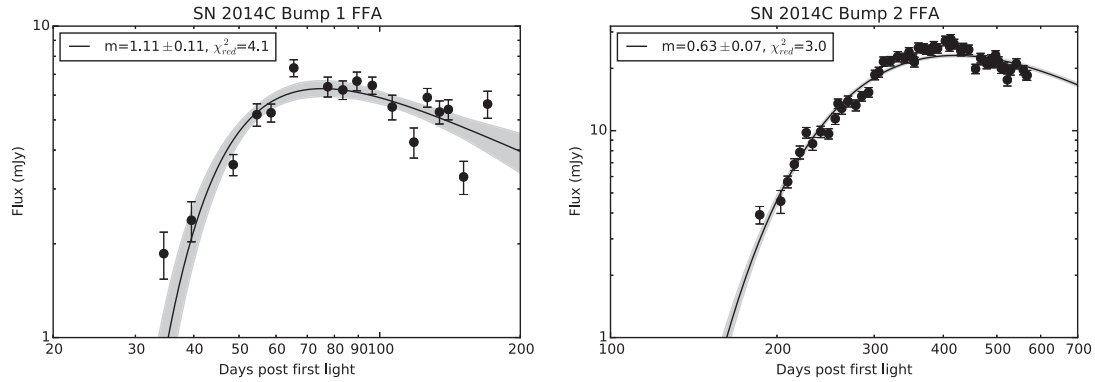 SN 2014C Bump 1 FFA
m=1.11±0.11, χ²red=4.1
Flux (mJy)
10
1
20 30 40 50 60 70 80 90100 200
Days post first light
SN 2014C Bump 2 FFA
m=0.63±0.07, χ²red=3.0
Flux (mJy)
10
1
100 200 300 400 500 600 700
Days post first light